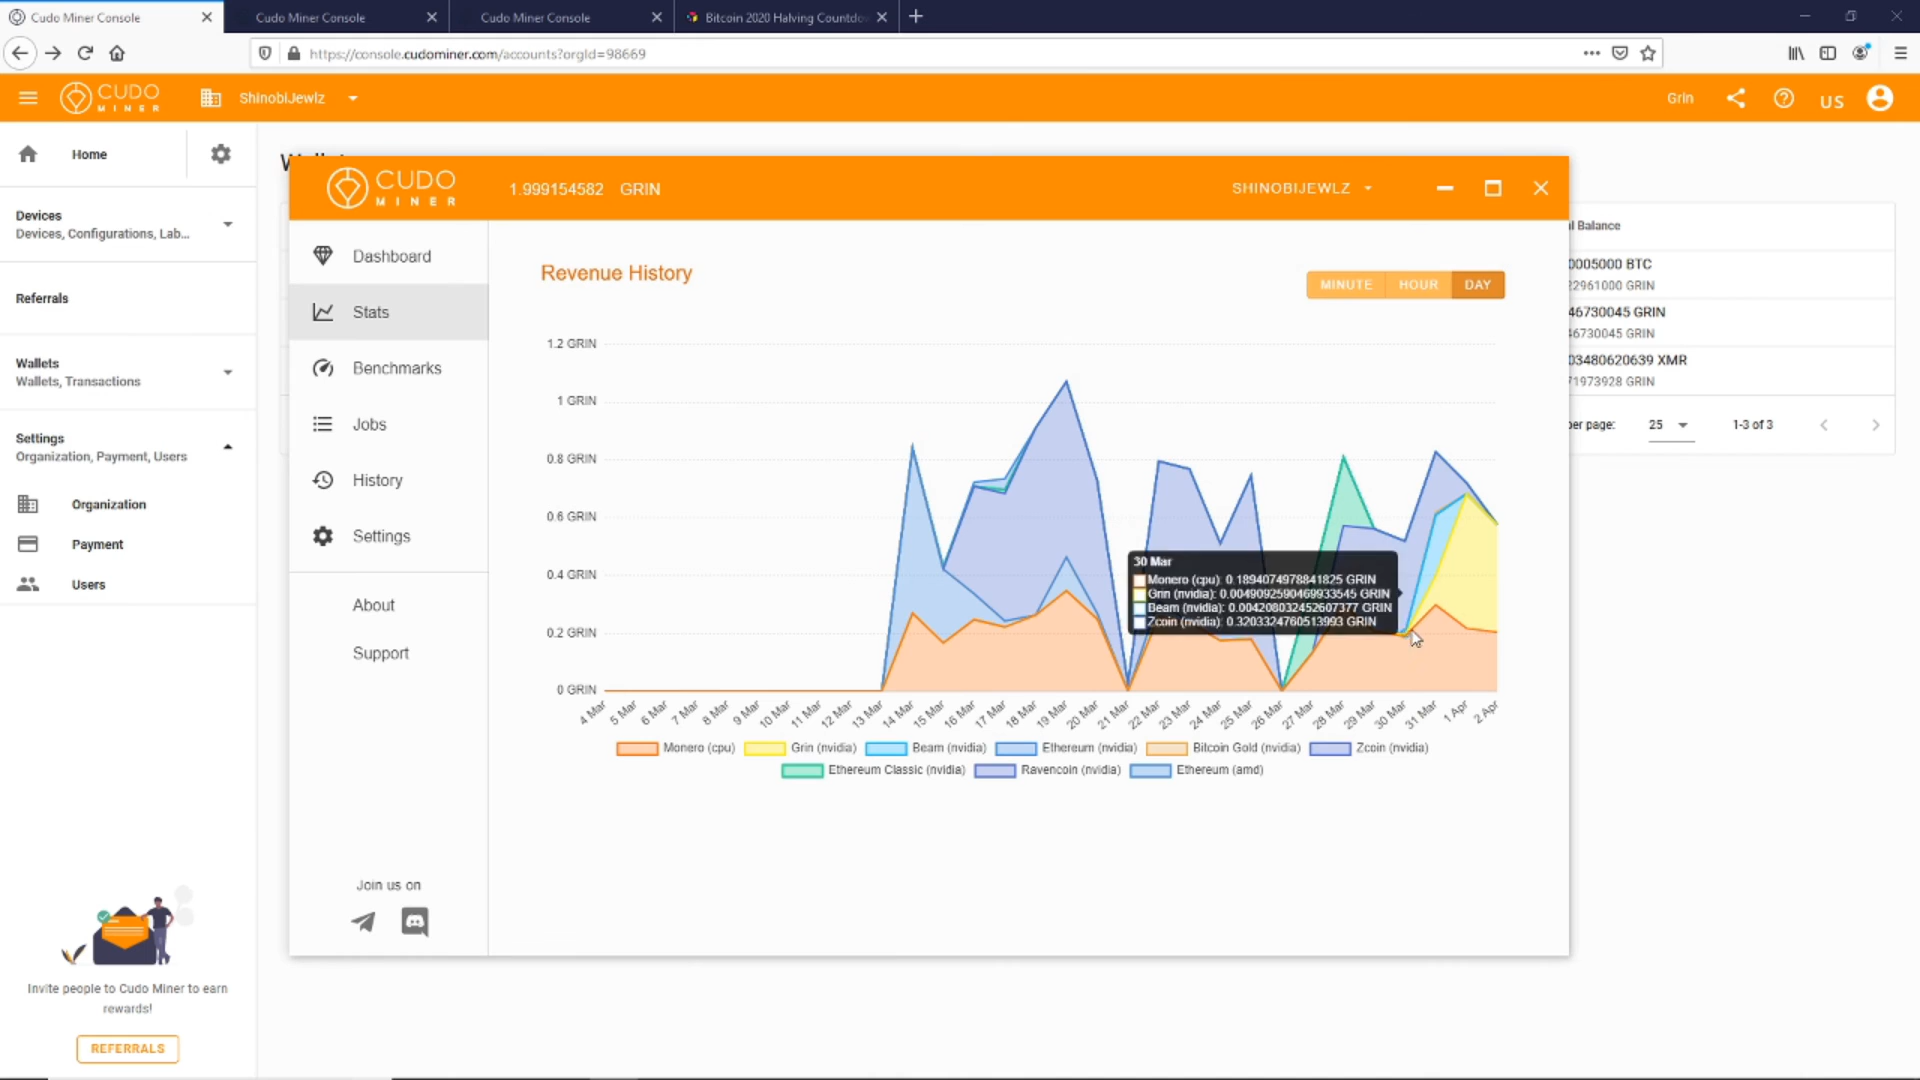 Cudo Miner Console
Cudo Miner Console
Cudo Miner Console
Bitcoin 2020 Halving Countdo
https://console.cudominer.com/accounts?orgId=98669
CUDO
MINER
ShinobiJewlz
Grin
US
Home
Devices
Devices, Configurations, Lab...
Referrals
Wallets
Wallets, Transactions
Settings
Organization, Payment, Users
Organization
Payment
Users
Invite people to Cudo Miner to earn
rewards!
REFERRALS
CUDO
MINER
1.999154582 GRIN
SHINOBIJEWLZ
Dashboard
Stats
Benchmarks
Jobs
History
Settings
About
Support
Join us on
Revenue History
MINUTE HOUR DAY
1.2 GRIN
1 GRIN
0.8 GRIN
0.6 GRIN
0.4 GRIN
0.2 GRIN
0 GRIN
30 Mar
Monero (cpu): 0.1894074978841825 GRIN
Grin (nvidia): 0.0049092590469933545 GRIN
Beam (nvidia): 0.004208032452607377 GRIN
Zcoin (nvidia): 0.3203324760513993 GRIN
4 Mar 5 Mar 6 Mar 7 Mar 8 Mar 9 Mar 10 Mar 11 Mar 12 Mar 13 Mar 14 Mar 15 Mar 16 Mar 17 Mar 18 Mar 19 Mar 20 Mar 21 Mar 22 Mar 23 Mar 24 Mar 25 Mar 26 Mar 27 Mar 28 Mar 29 Mar 30 Mar 31 Mar 1 Apr 2 Apr
Monero (cpu) Grin (nvidia) Beam (nvidia) Ethereum (nvidia) Bitcoin Gold (nvidia) Zcoin (nvidia)
Ethereum Classic (nvidia) Ravencoin (nvidia) Ethereum (amd)
l Balance
0005000 BTC
22961000 GRIN
46730045 GRIN
46730045 GRIN
03480620639 XMR
71973928 GRIN
per page: 25 1-3 of 3